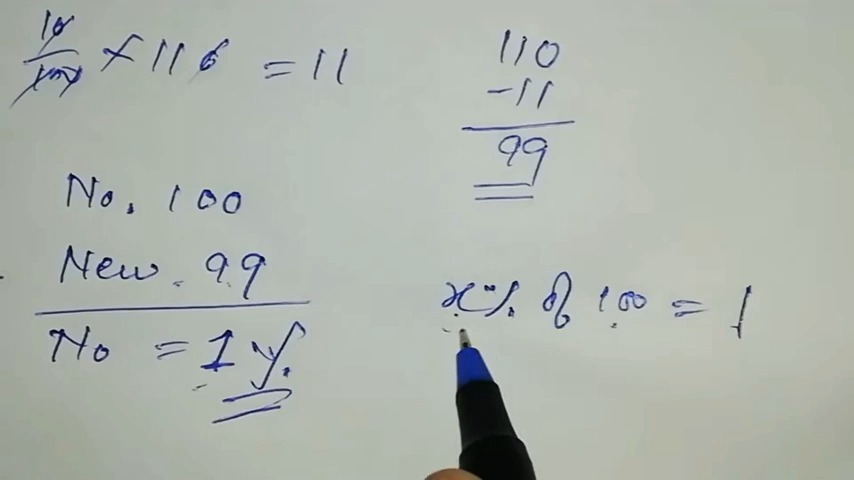 10/100 × 110 = 11
110
-11
99
No. 100
New. 99
No = 1%
x% of 100 = 1